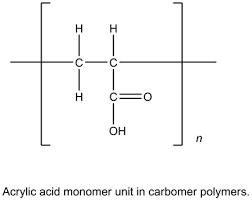 H H
C C
H C O
OH
n
Acrylic acid monomer unit in carbomer polymers.